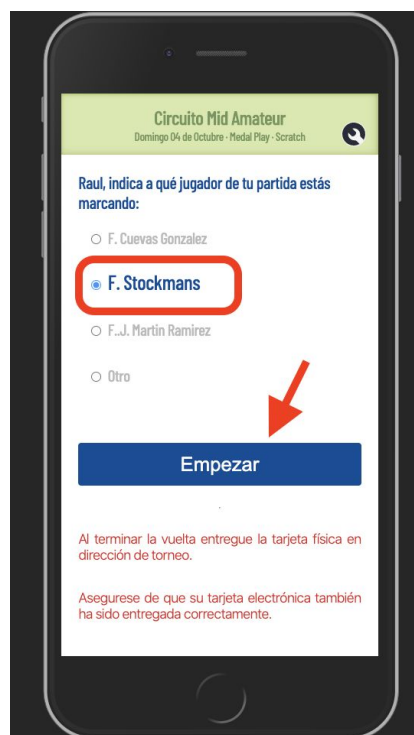 Circuito Mid Amateur
Domingo 04 de Octubre · Medal Play · Scratch
Raul, indica a qué jugador de tu partida estás
marcando:
F. Cuevas Gonzalez
F. Stockmans
F..J. Martin Ramirez
Otro
Empezar
.
Al terminar la vuelta entregue la tarjeta física en
dirección de torneo.
Asegurese de que su tarjeta electrónica también
ha sido entregada correctamente.